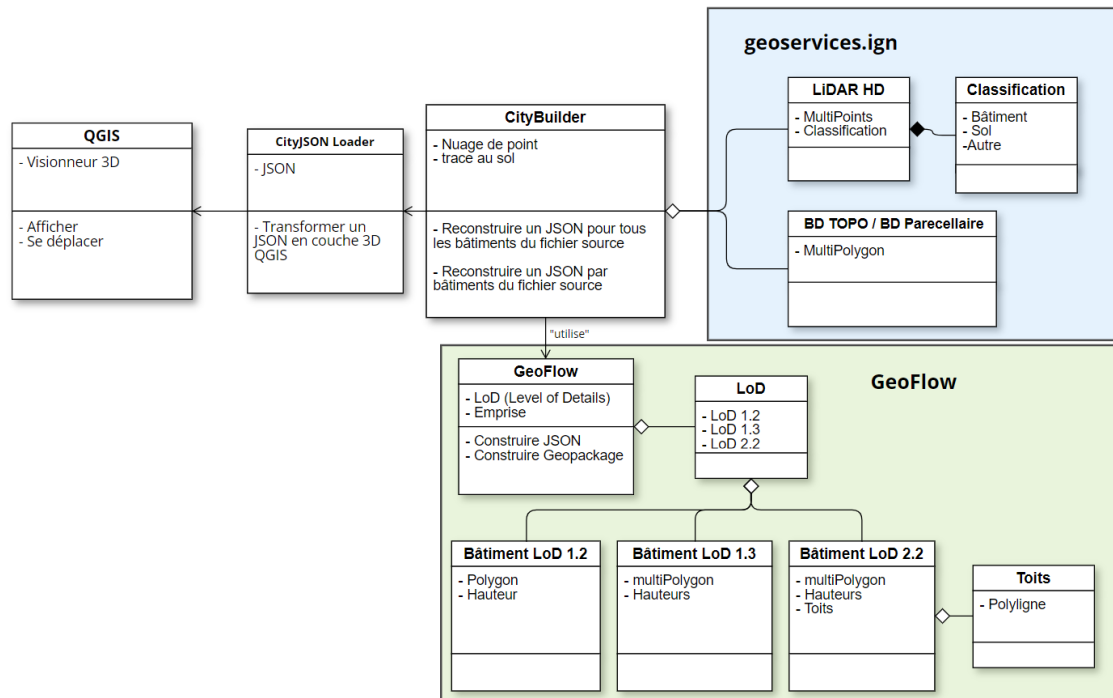 geoservices.ign
LiDAR HD
- MultiPoints
- Classification
Classification
- Bâtiment
- Sol
-Autre
BD TOPO / BD Parecellaire
- MultiPolygon
CityBuilder
- Nuage de point
- trace au sol
- Reconstruire un JSON pour tous
les bâtiments du fichier source
- Reconstruire un JSON par
bâtiments du fichier source
CityJSON Loader
- JSON
- Transformer un
JSON en couche 3D
QGIS
QGIS
- Visionneur 3D
- Afficher
- Se déplacer
"utilise"
GeoFlow
GeoFlow
- LoD (Level of Details)
- Emprise
- Construire JSON
- Construire Geopackage
LoD
- LoD 1.2
- LoD 1.3
- LoD 2.2
Bâtiment LoD 1.2
- Polygon
- Hauteur
Bâtiment LoD 1.3
- multiPolygon
- Hauteurs
Bâtiment LoD 2.2
- multiPolygon
- Hauteurs
- Toits
Toits
- Polyligne